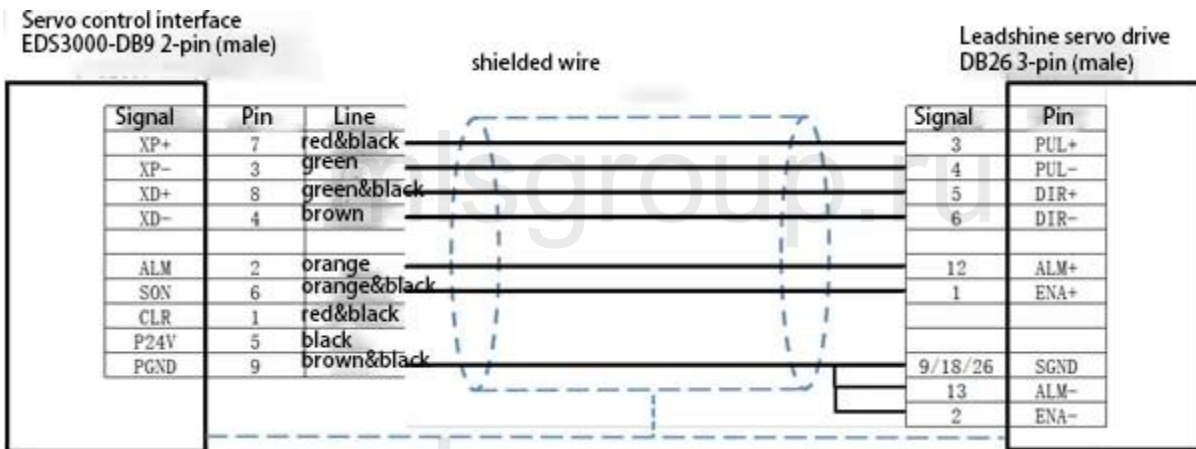 Servo control interface
EDS3000-DB9 2-pin (male)
shielded wire
Leadshine servo drive
DB26 3-pin (male)
Signal Pin Line
XP+ 7 red&black
XP- 3 green
XD+ 8 green&black
XD- 4 brown
ALM 2 orange
SON 6 orange&black
CLR 1 red&black
P24V 5 black
PGND 9 brown&black
Signal Pin
3 PUL+
4 PUL-
5 DIR+
6 DIR-
12 ALM+
1 ENA+
9/18/26 SGND
13 ALM-
2 ENA-
mlsgroup.ru